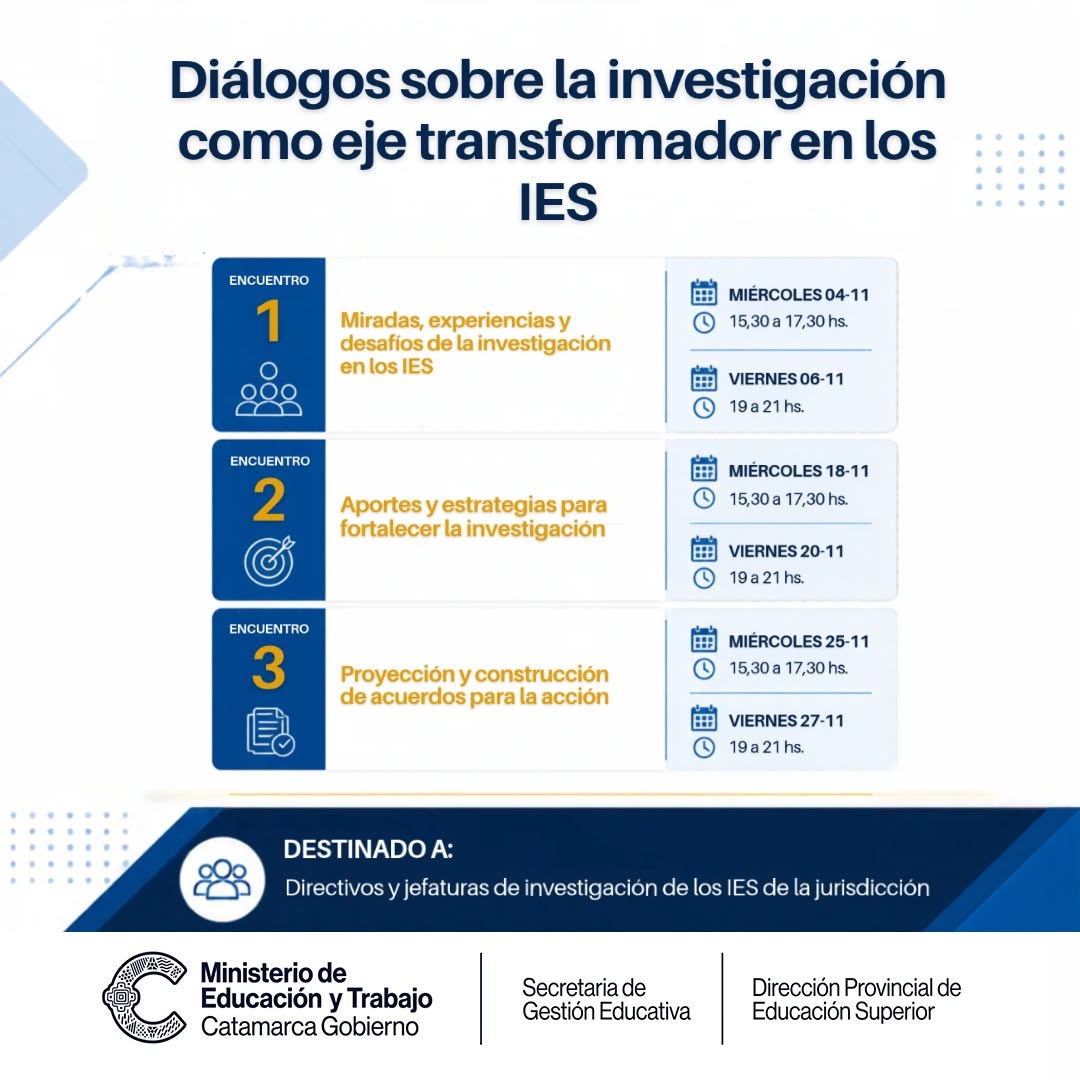 Diálogos sobre la investigación
como eje transformador en los
IES
ENCUENTRO
1
Miradas, experiencias y
desafíos de la investigación
en los IES
MIÉRCOLES 04-11
15,30 a 17,30 hs.
VIERNES 06-11
19 a 21 hs.
ENCUENTRO
2
Aportes y estrategias para
fortalecer la investigación
MIÉRCOLES 18-11
15,30 a 17,30 hs.
VIERNES 20-11
19 a 21 hs.
ENCUENTRO
3
Proyección y construcción
de acuerdos para la acción
MIÉRCOLES 25-11
15,30 a 17,30 hs.
VIERNES 27-11
19 a 21 hs.
DESTINADO A:
Directivos y jefaturas de investigación de los IES de la jurisdicción
Ministerio de
Educación y Trabajo
Catamarca Gobierno
Secretaria de
Gestión Educativa
Dirección Provincial de
Educación Superior